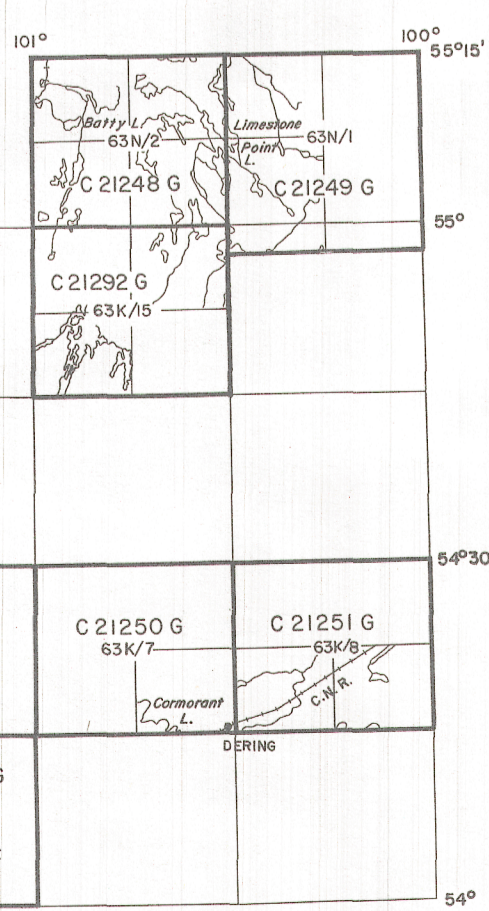 101°
100°
55°15'
Batty L.
Limestone
63N/2
63N/1
Point
L.
C 21248 G
C 21249 G
55°
C 21292 G
63K/15
54°30
C 21250 G
C 21251 G
63K/7
63K/8
Cormorant
L.
C.N.R.
DERING
G
54°